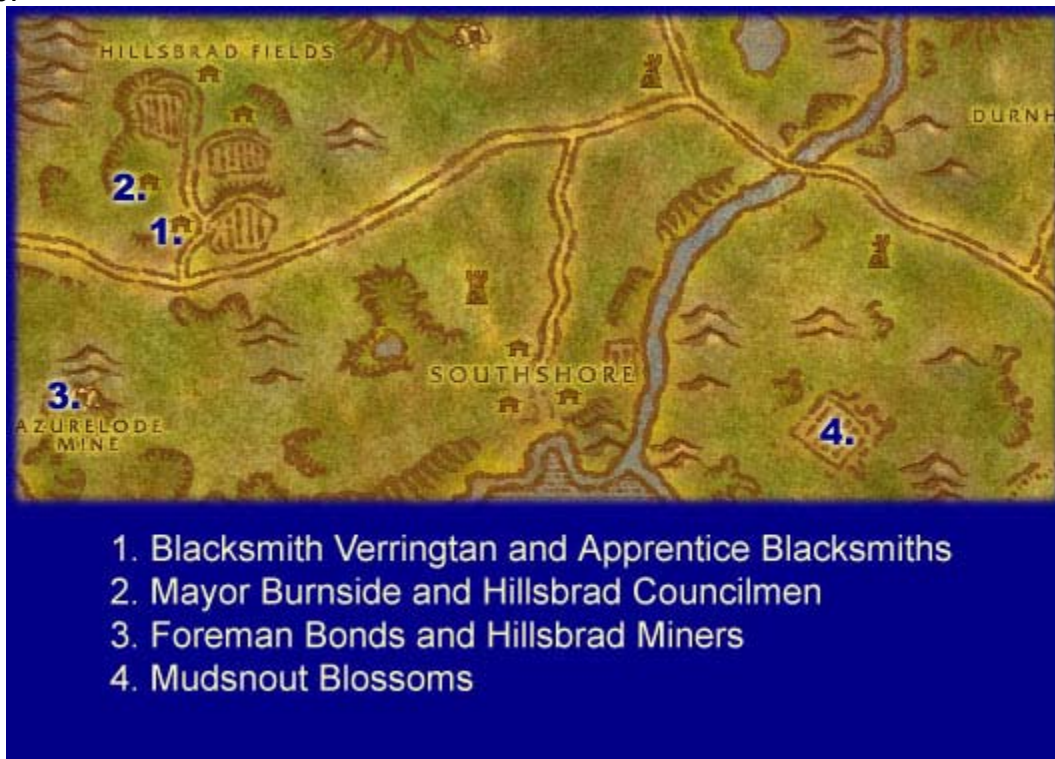 HILLSBRAD FIELDS
DURNH
2.
1.
SOUTHSHORE
3.
AZURELODE
MINE
4.
1. Blacksmith Verringtan and Apprentice Blacksmiths
2. Mayor Burnside and Hillsbrad Councilmen
3. Foreman Bonds and Hillsbrad Miners
4. Mudsnout Blossoms